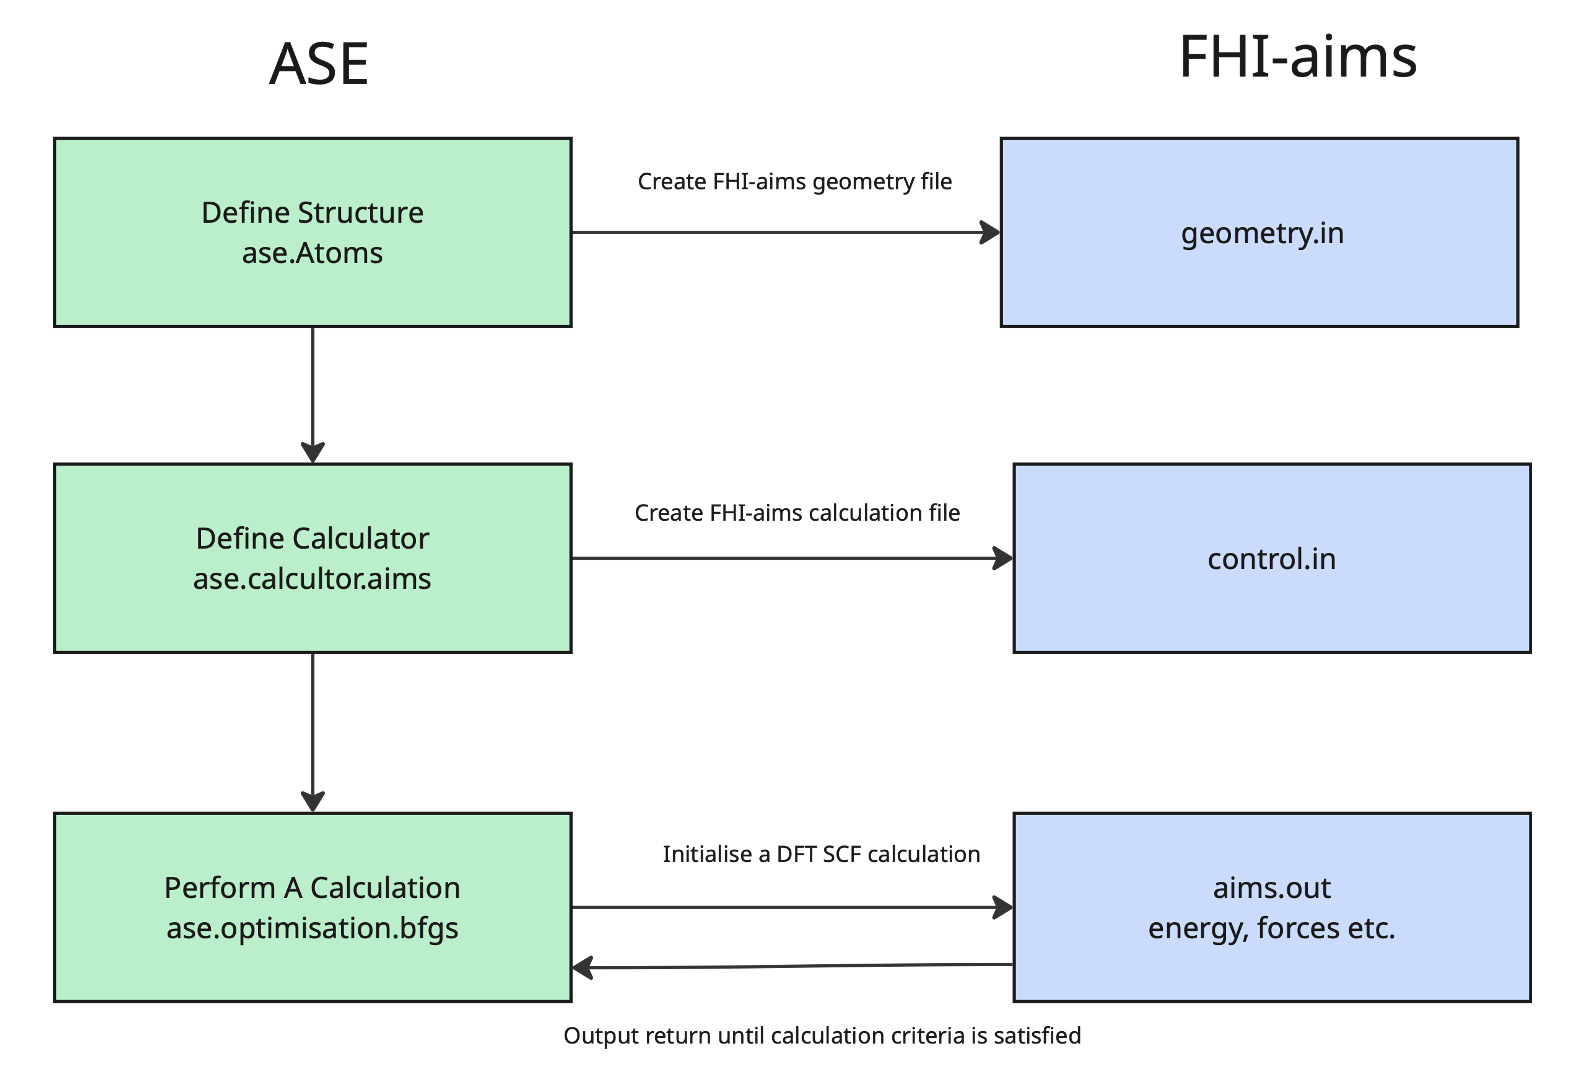 ASE
FHI-aims
Define Structure
ase.Atoms
Create FHI-aims geometry file
geometry.in
Define Calculator
ase.calcultor.aims
Create FHI-aims calculation file
control.in
Perform A Calculation
ase.optimisation.bfgs
Initialise a DFT SCF calculation
aims.out
energy, forces etc.
Output return until calculation criteria is satisfied